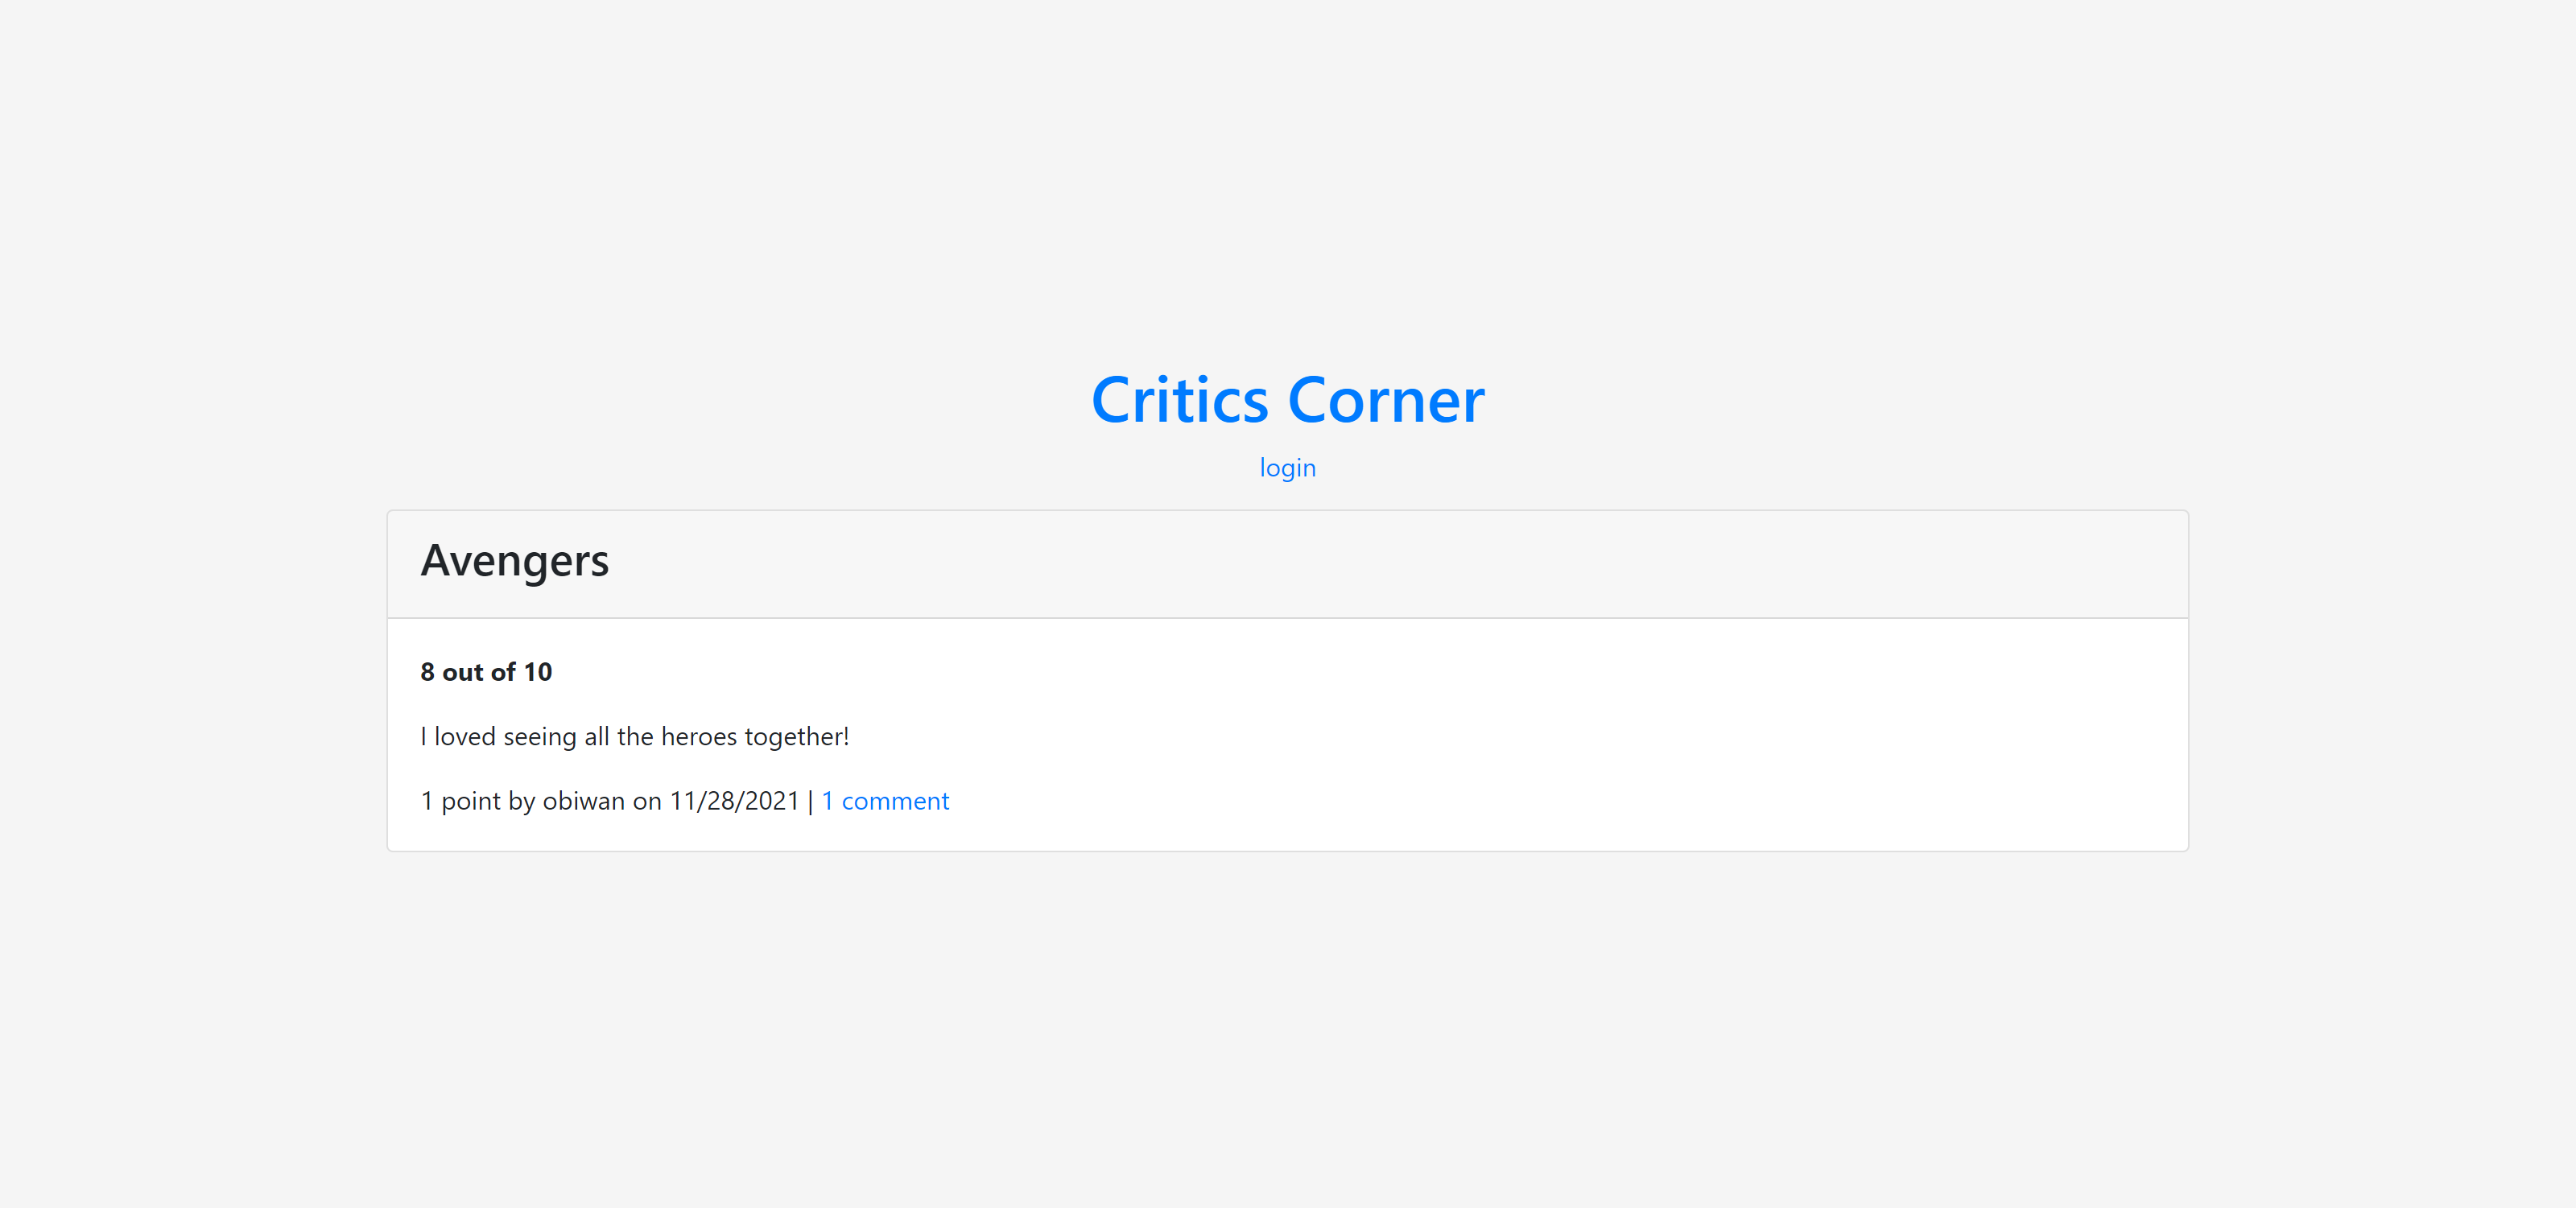 Critics Corner
login
Avengers
8 out of 10
I loved seeing all the heroes together!
1 point by obiwan on 11/28/2021 | 1 comment